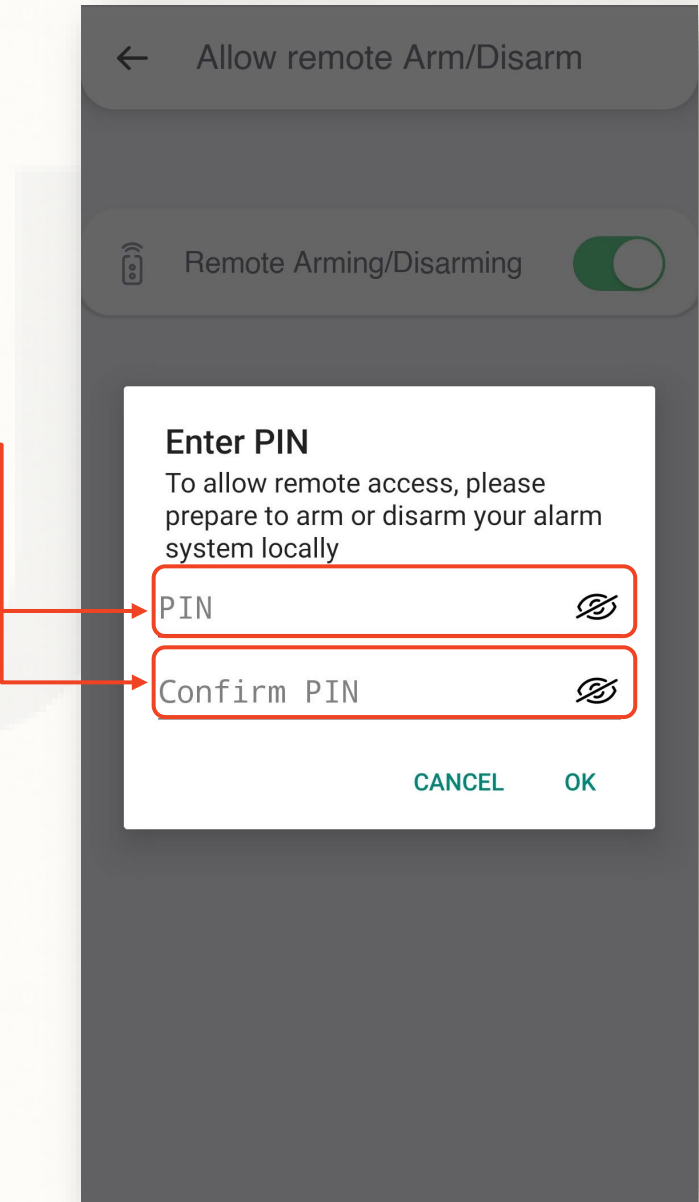 Allow remote Arm/Disarm
Remote Arming/Disarming
Enter PIN
To allow remote access, please
prepare to arm or disarm your alarm
system locally
PIN
Confirm PIN
CANCEL OK